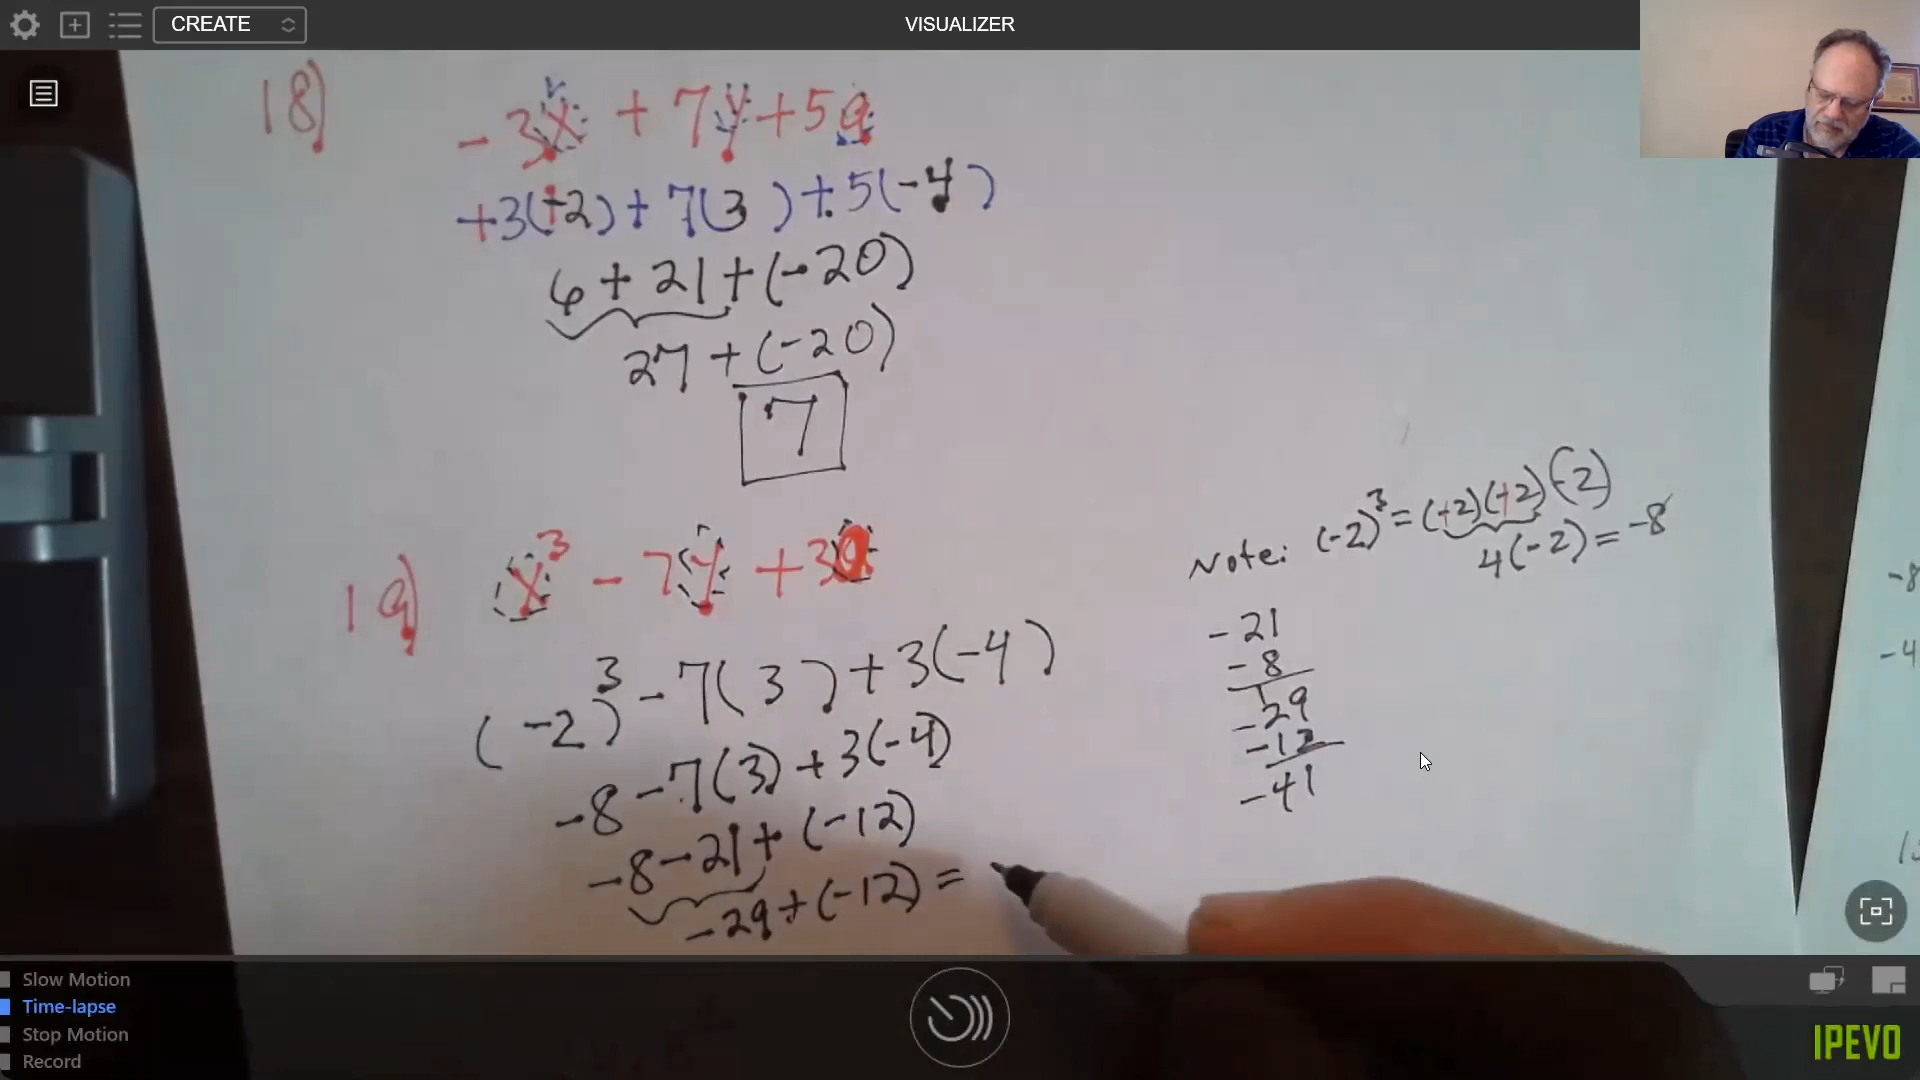 CREATE
VISUALIZER
18)
-3x + 7y + 5a
+3(+2) + 7(3) + 5(-4)
6 + 21 + (-20)
27 + (-20)
7
19) x³ - 7y + 3a
(-2)³ - 7(3) + 3(-4)
-8 - 7(3) + 3(-4)
-8 - 21 + (-12)
-29 + (-12) =
Note: (-2)³ = (+2)(+2)(-2)
4(-2) = -8
-21
-8
-29
-12
-41
-8
-4
Slow Motion
Time-lapse
Stop Motion
Record
IPEVO